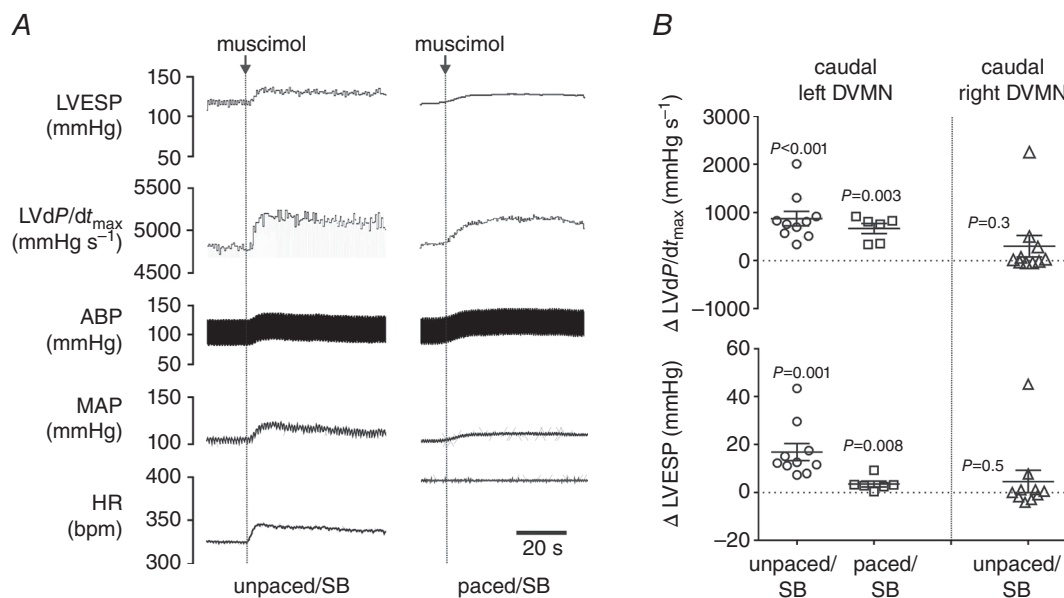 A
muscimol
muscimol
LVESP
(mmHg)
150
100
50
LVdP/dtmax
(mmHg s−1)
5500
5000
4500
ABP
(mmHg)
150
100
50
MAP
(mmHg)
150
100
HR
(bpm)
400
350
300
20 s
unpaced/SB
paced/SB
B
caudal
left DVMN
caudal
right DVMN
Δ LVdP/dtmax (mmHg s−1)
3000
2000
1000
0
−1000
P<0.001
P=0.003
P=0.3
Δ LVESP (mmHg)
60
40
20
0
−20
P=0.001
P=0.008
P=0.5
unpaced/
SB
paced/
SB
unpaced/
SB